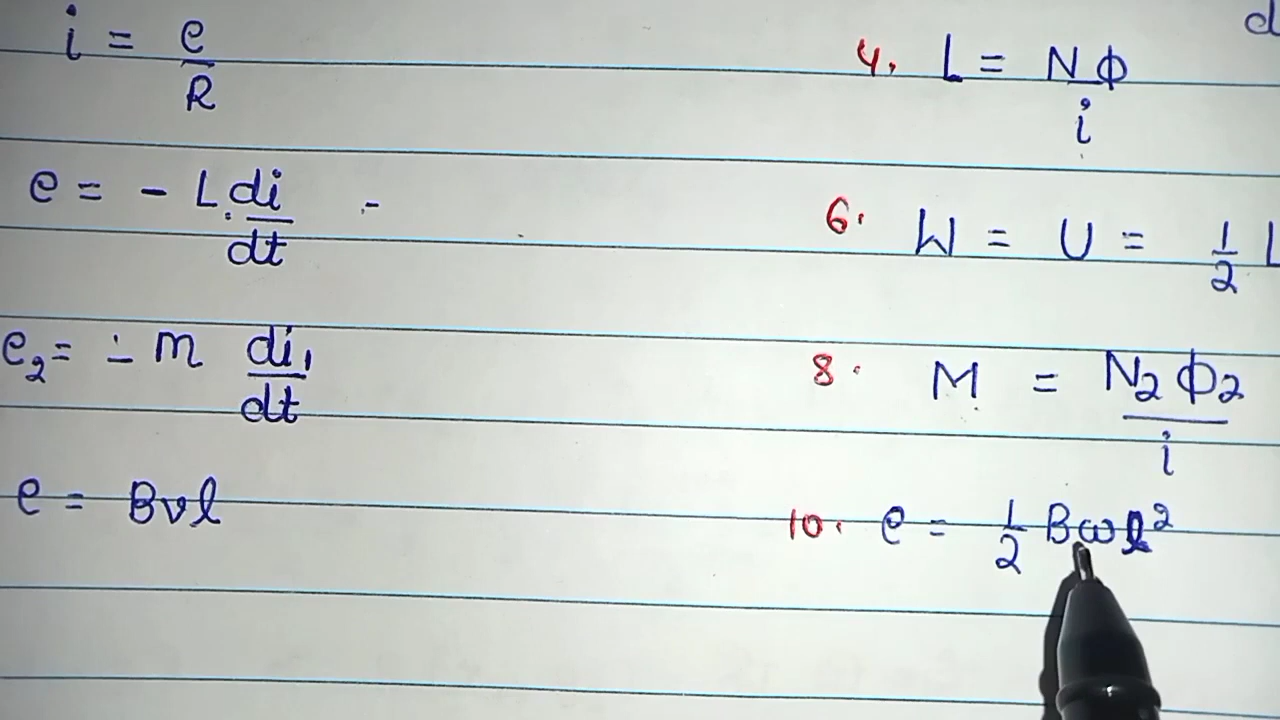 d
i = e/R
4. L = Nφ/i
e = - L. di/dt -
6. W = U = 1/2 L
e₂ = - m di₁/dt
8. M = N₂φ₂/i
e = Bvl
10. e = 1/2 Bωl²